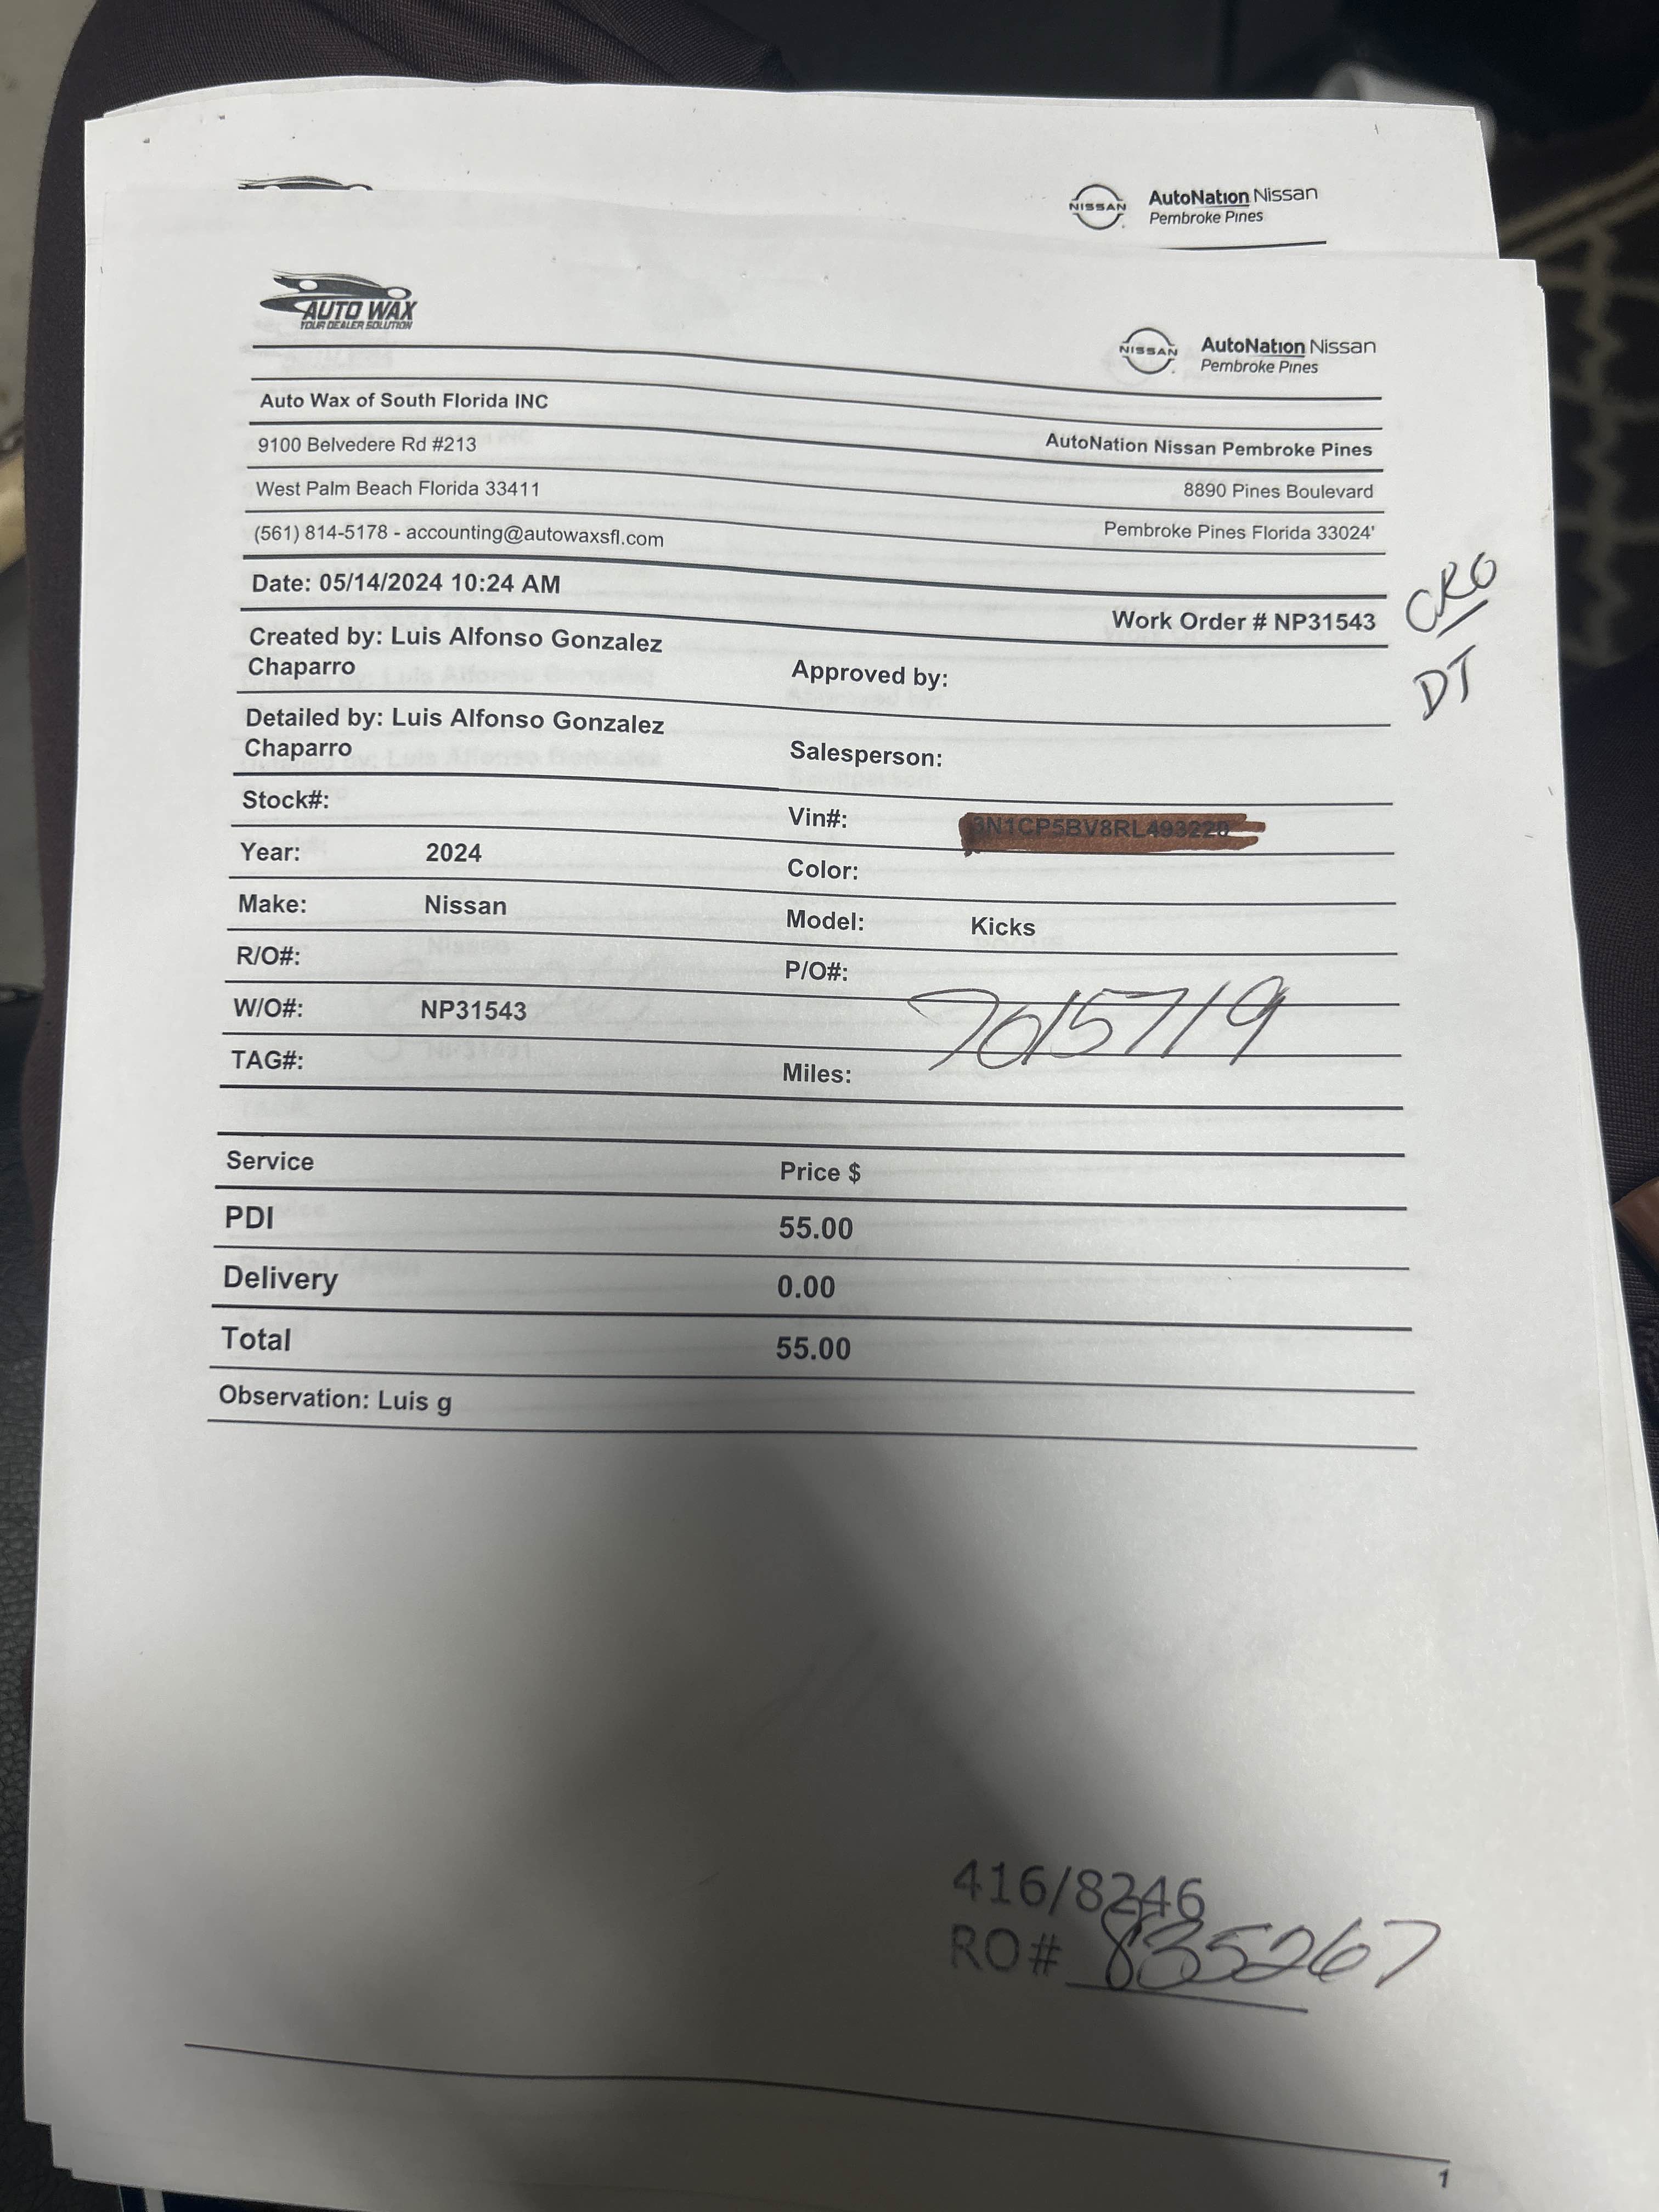 NISSAN AutoNation Nissan
Pembroke Pines
AUTO WAX
YOUR DEALER SOLUTION
NISSAN AutoNation Nissan
Pembroke Pines
Auto Wax of South Florida INC
9100 Belvedere Rd #213
AutoNation Nissan Pembroke Pines
West Palm Beach Florida 33411
8890 Pines Boulevard
(561) 814-5178 - accounting@autowaxsfl.com
Pembroke Pines Florida 33024'
Date: 05/14/2024 10:24 AM
Work Order # NP31543
CRO
DT
Created by: Luis Alfonso Gonzalez
Chaparro
Approved by:
Detailed by: Luis Alfonso Gonzalez
Chaparro
Salesperson:
Stock#:
Vin#:
Year: 2024
Color:
Make: Nissan
Model: Kicks
R/O#:
P/O#:
7015719
W/O#: NP31543
TAG#:
Miles:
Service Price $
PDI 55.00
Delivery 0.00
Total 55.00
Observation: Luis g
416/8246
RO# 835267
1